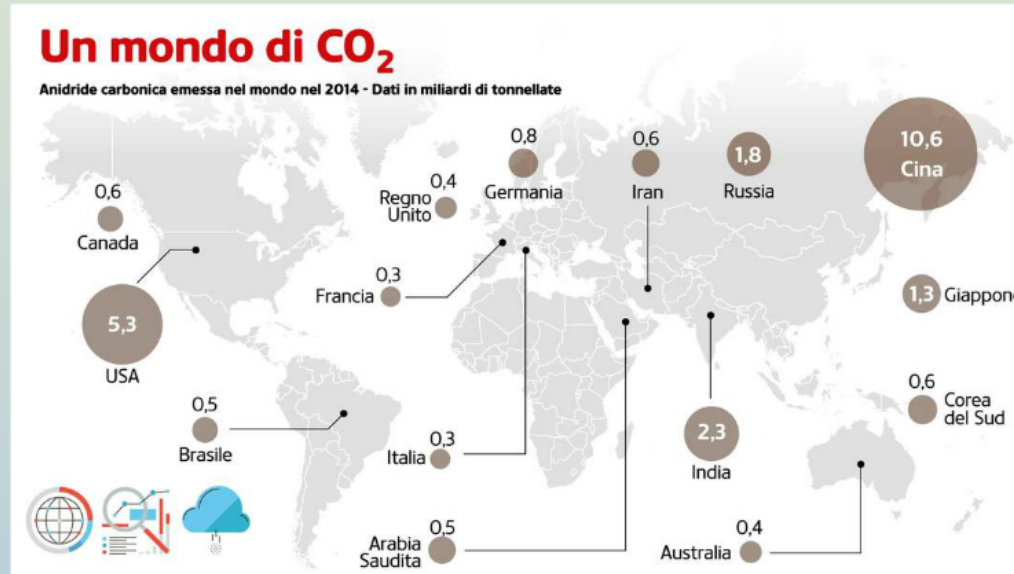 Un mondo di CO₂
Anidride carbonica emessa nel mondo nel 2014 - Dati in miliardi di tonnellate
0,6
Canada
5,3
USA
0,5
Brasile
0,4
Regno
Unito
0,3
Francia
0,3
Italia
0,5
Arabia
Saudita
0,8
Germania
0,6
Iran
1,8
Russia
10,6
Cina
1,3
Giappone
0,6
Corea
del Sud
2,3
India
0,4
Australia